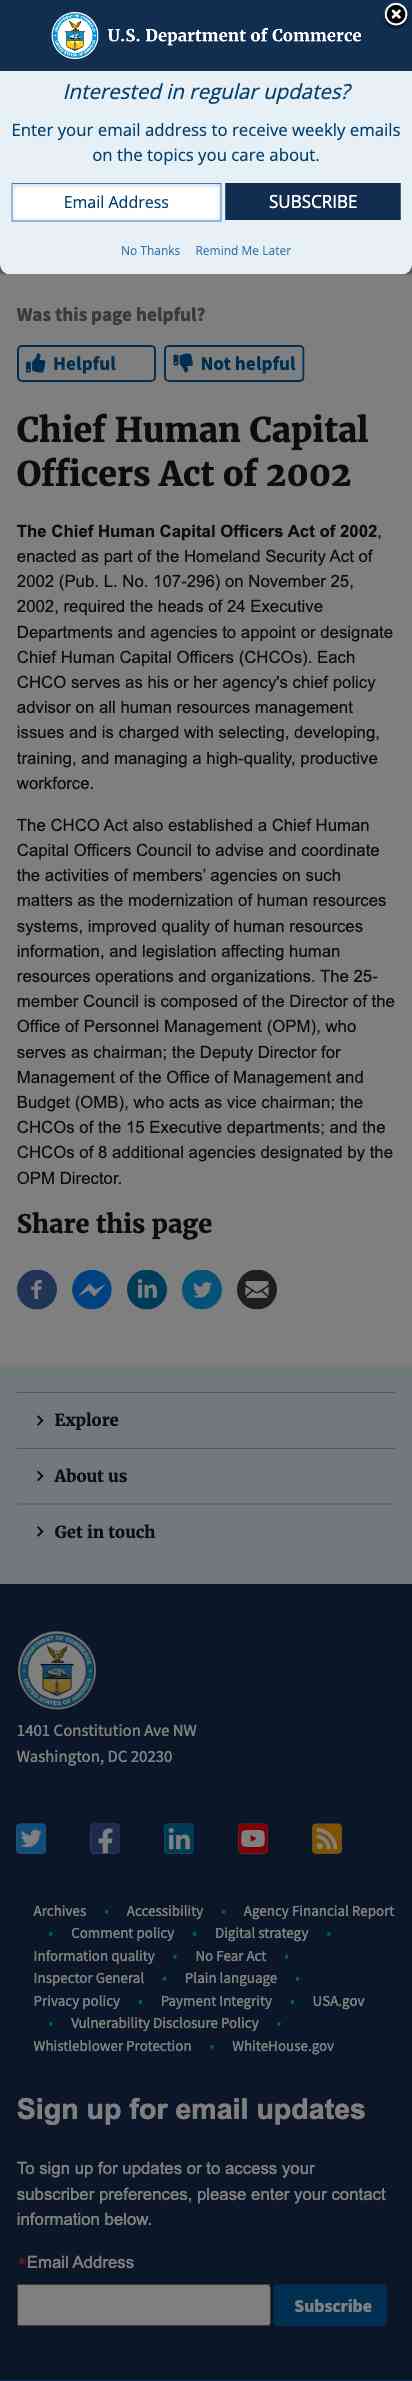 U.S. Department of Commerce
Interested in regular updates?
Enter your email address to receive weekly emails
on the topics you care about.
Email Address
SUBSCRIBE
No Thanks Remind Me Later
Was this page helpful?
Helpful
Not helpful
Chief Human Capital
Officers Act of 2002
The Chief Human Capital Officers Act of 2002,
enacted as part of the Homeland Security Act of
2002 (Pub. L. No. 107-296) on November 25,
2002, required the heads of 24 Executive
Departments and agencies to appoint or designate
Chief Human Capital Officers (CHCOs). Each
CHCO serves as his or her agency's chief policy
advisor on all human resources management
issues and is charged with selecting, developing,
training, and managing a high-quality, productive
workforce.
The CHCO Act also established a Chief Human
Capital Officers Council to advise and coordinate
the activities of members’ agencies on such
matters as the modernization of human resources
systems, improved quality of human resources
information, and legislation affecting human
resources operations and organizations. The 25-
member Council is composed of the Director of the
Office of Personnel Management (OPM), who
serves as chairman; the Deputy Director for
Management of the Office of Management and
Budget (OMB), who acts as vice chairman; the
CHCOs of the 15 Executive departments; and the
CHCOs of 8 additional agencies designated by the
OPM Director.
Share this page
Explore
About us
Get in touch
DEPARTMENT OF COMMERCE
UNITED STATES OF AMERICA
1401 Constitution Ave NW
Washington, DC 20230
Archives • Accessibility • Agency Financial Report
• Comment policy • Digital strategy •
Information quality • No Fear Act •
Inspector General • Plain language •
Privacy policy • Payment Integrity • USA.gov
• Vulnerability Disclosure Policy •
Whistleblower Protection • WhiteHouse.gov
Sign up for email updates
To sign up for updates or to access your
subscriber preferences, please enter your contact
information below.
*Email Address
Subscribe